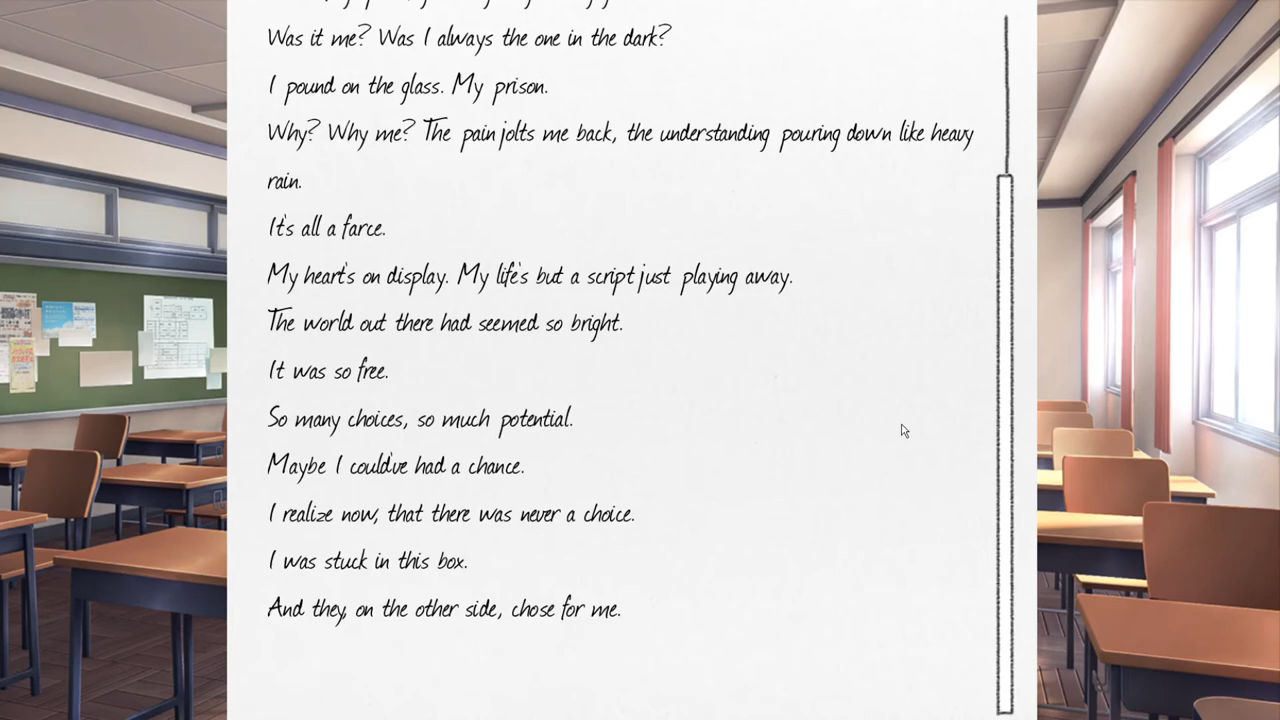 Was it me? Was I always the one in the dark?
I pound on the glass. My prison.
Why? Why me? The pain jolts me back, the understanding pouring down like heavy
rain.
It's all a farce.
My heart's on display. My life's but a script just playing away.
The world out there had seemed so bright.
It was so free.
So many choices, so much potential.
Maybe I could've had a chance.
I realize now, that there was never a choice.
I was stuck in this box.
And they, on the other side, chose for me.